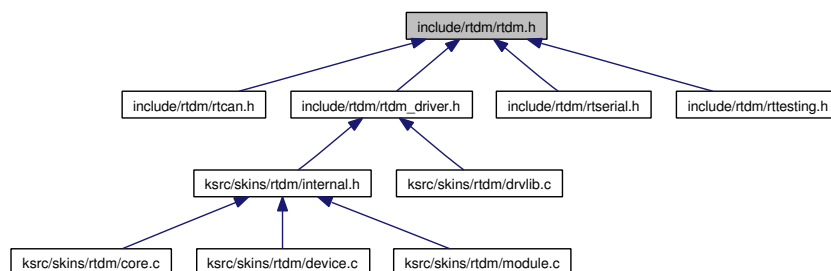 include/rtdm/rtdm.h
include/rtdm/rtcan.h
include/rtdm/rtdm_driver.h
include/rtdm/rtserial.h
include/rtdm/rttesting.h
ksrc/skins/rtdm/internal.h
ksrc/skins/rtdm/drvlib.c
ksrc/skins/rtdm/core.c
ksrc/skins/rtdm/device.c
ksrc/skins/rtdm/module.c